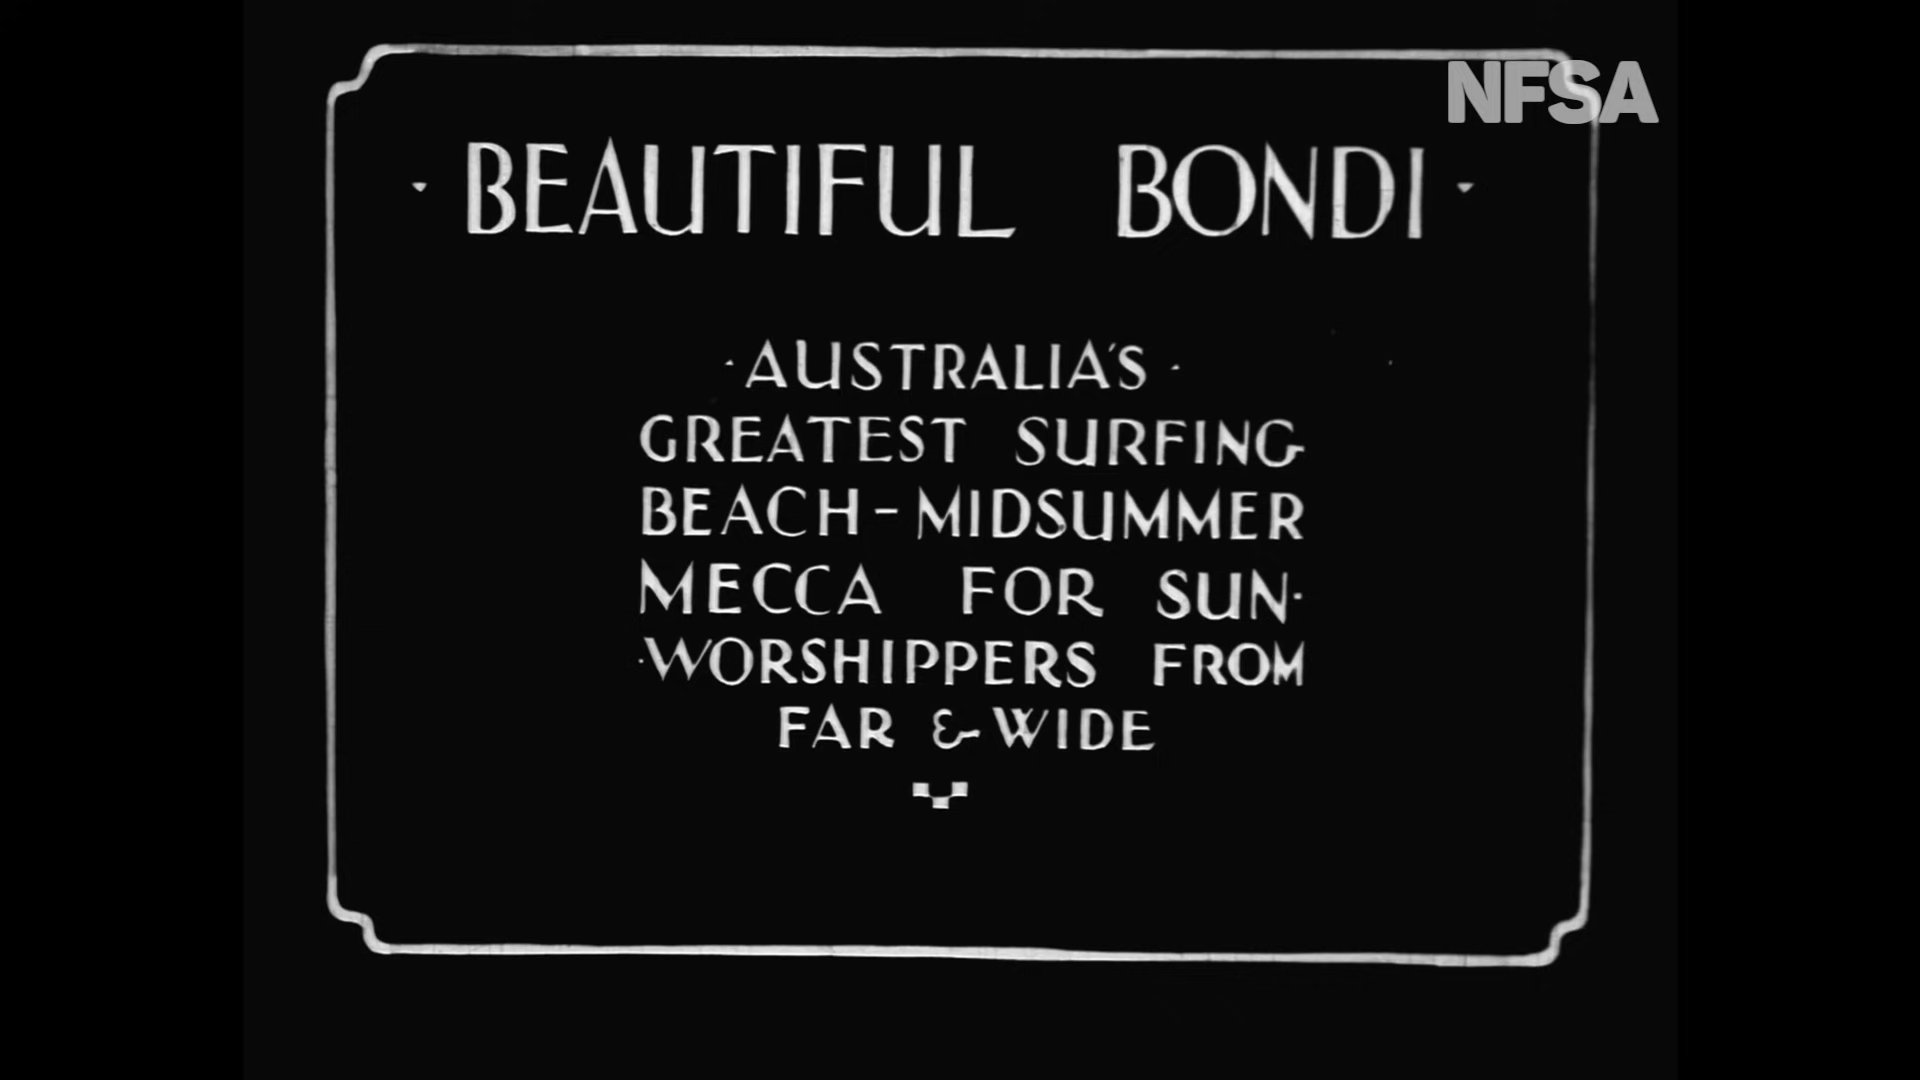 NFSA
BEAUTIFUL BONDI
·AUSTRALIA'S·
GREATEST SURFING
BEACH-MIDSUMMER
MECCA FOR SUN·
·WORSHIPPERS FROM
FAR & WIDE